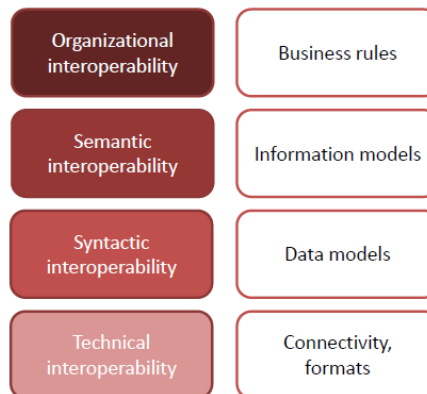 Organizational
interoperability
Business rules
Semantic
interoperability
Information models
Syntactic
interoperability
Data models
Technical
interoperability
Connectivity,
formats